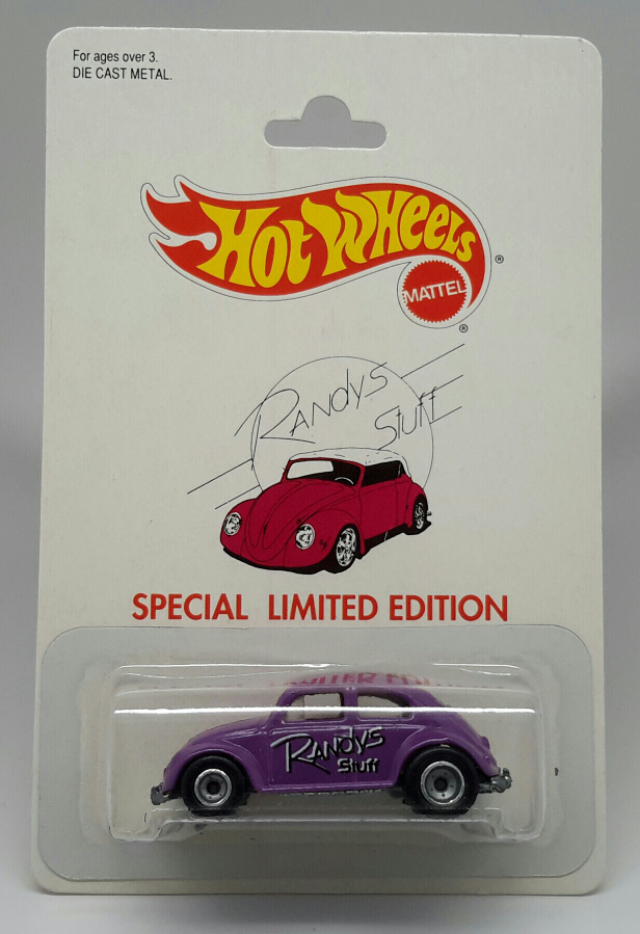 For ages over 3.
DIE CAST METAL.
HOT WHEELS®
MATTEL
®
RANdyS
Stuff
SPECIAL LIMITED EDITION
RANdyS
Stuff